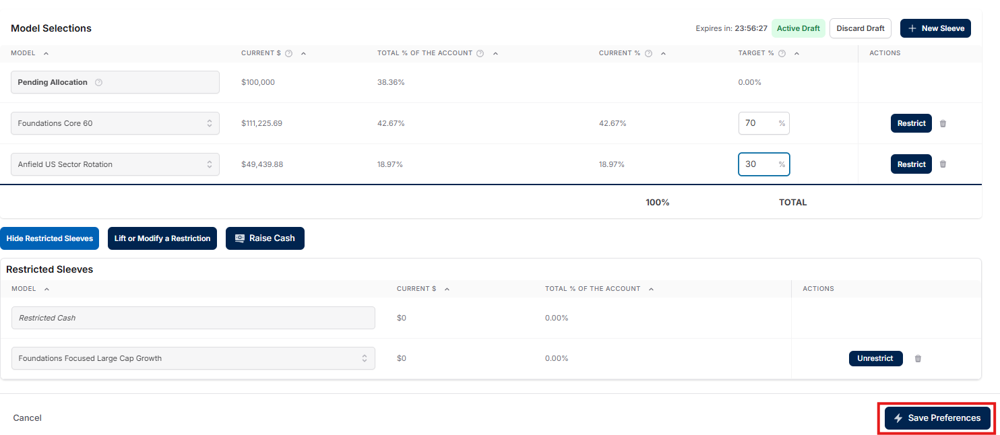 Model Selections
Expires in: 23:56:27 Active Draft Discard Draft + New Sleeve
MODEL CURRENT $ TOTAL % OF THE ACCOUNT CURRENT % TARGET % ACTIONS
Pending Allocation $100,000 38.36% 0.00%
Foundations Core 60 $111,225.69 42.67% 42.67% 70 % Restrict
Anfield US Sector Rotation $49,439.88 18.97% 18.97% 30 % Restrict
100% TOTAL
Hide Restricted Sleeves Lift or Modify a Restriction Raise Cash
Restricted Sleeves
MODEL CURRENT $ TOTAL % OF THE ACCOUNT ACTIONS
Restricted Cash $0 0.00%
Foundations Focused Large Cap Growth $0 0.00% Unrestrict
Cancel Save Preferences